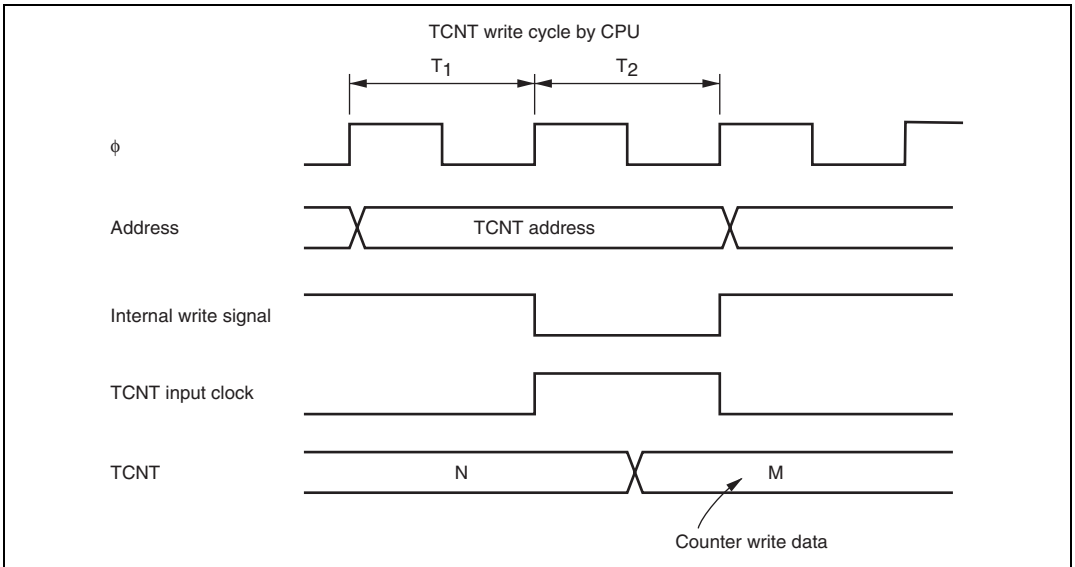 TCNT write cycle by CPU
T1 T2
ϕ
Address TCNT address
Internal write signal
TCNT input clock
TCNT N M
Counter write data